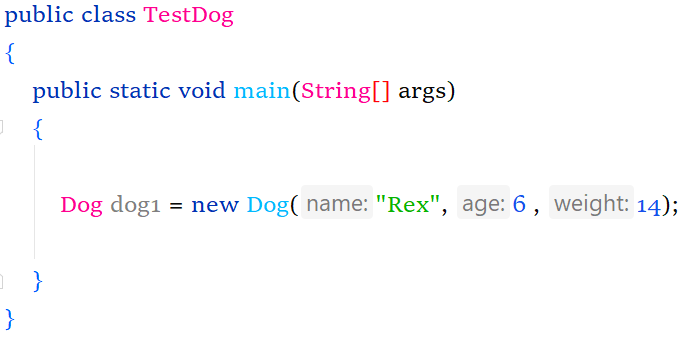 public class TestDog
{
public static void main(String[] args)
{
Dog dog1 = new Dog( name: "Rex", age: 6 , weight: 14);
}
}